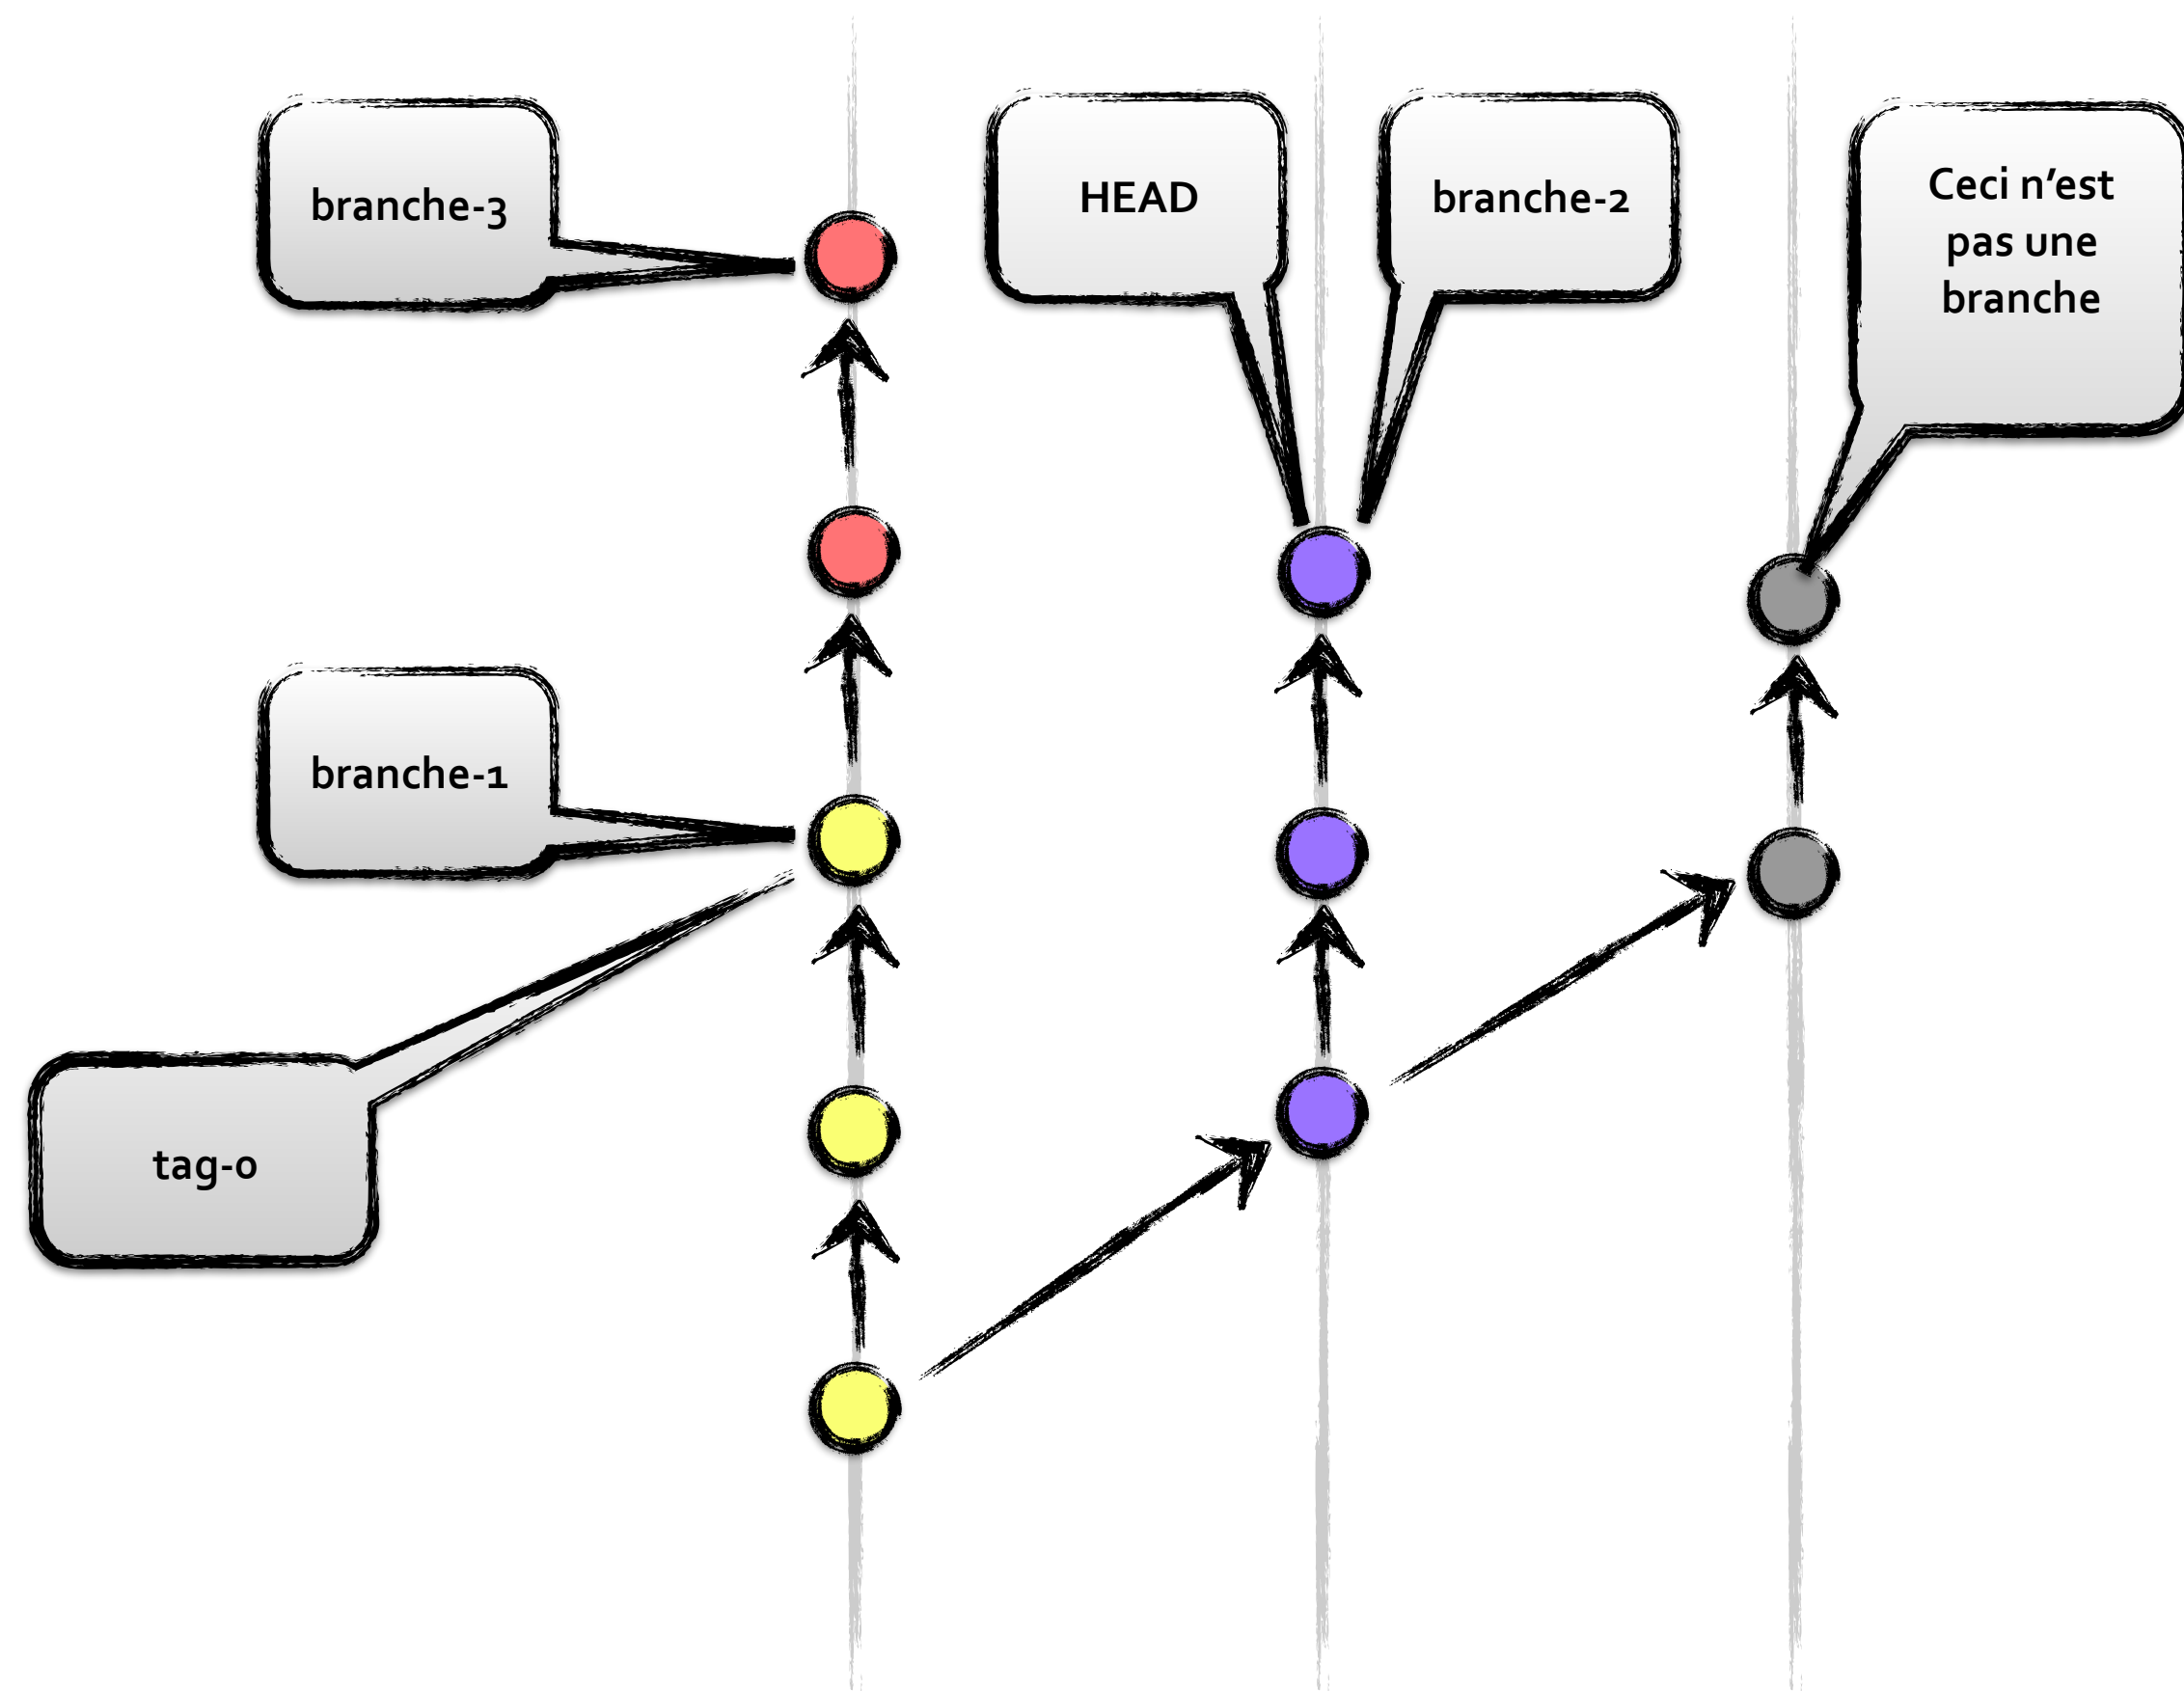 branche-3
HEAD
branche-2
Ceci n’est
pas une
branche
branche-1
tag-0